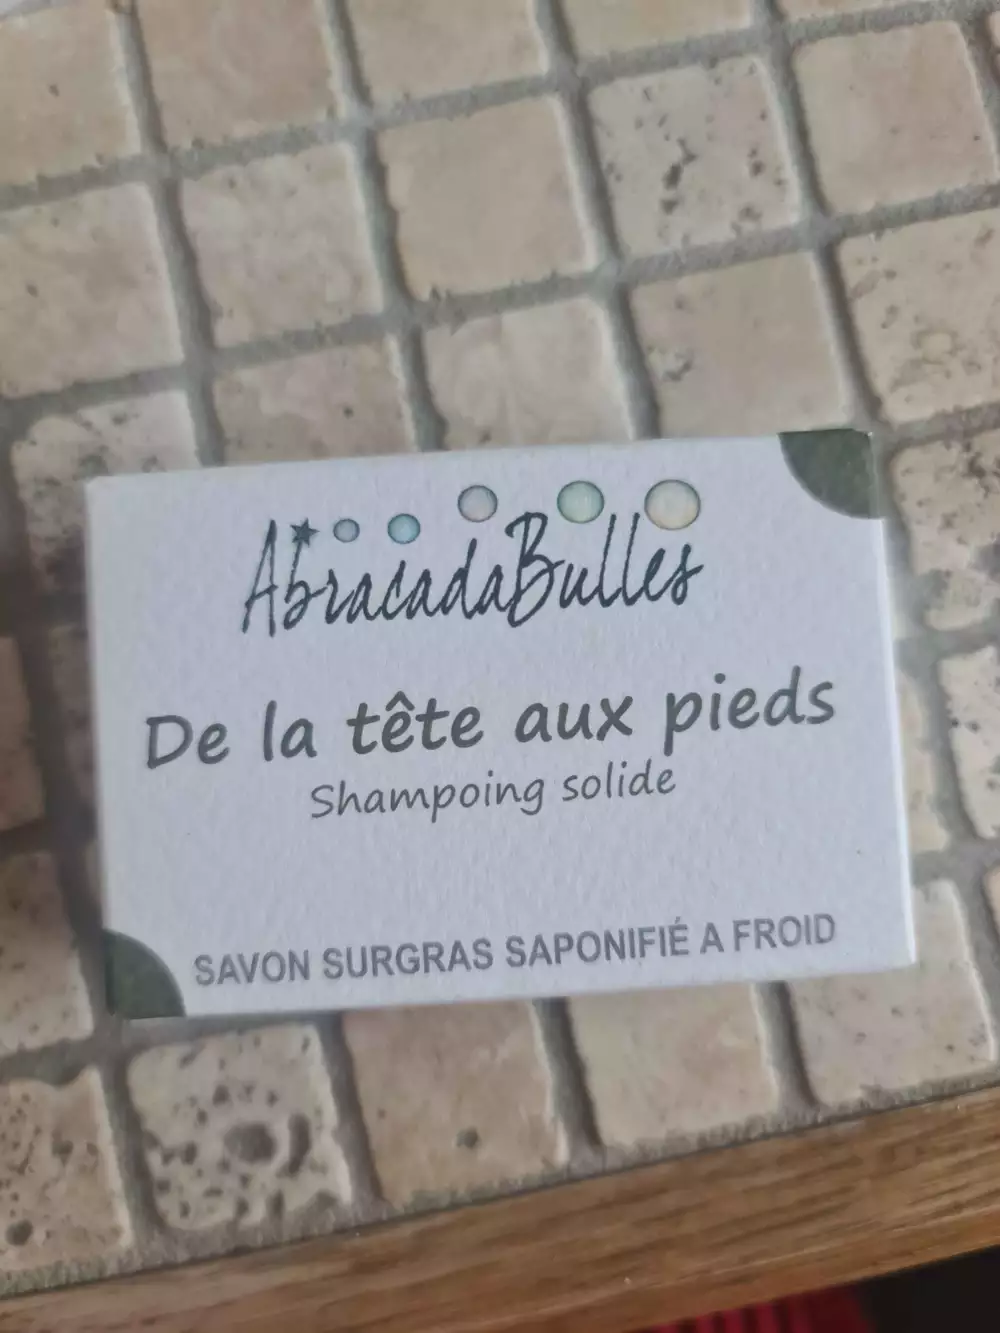 AbracadaBulles
De la tête aux pieds
Shampoing solide
SAVON SURGRAS SAPONIFIÉ A FROID